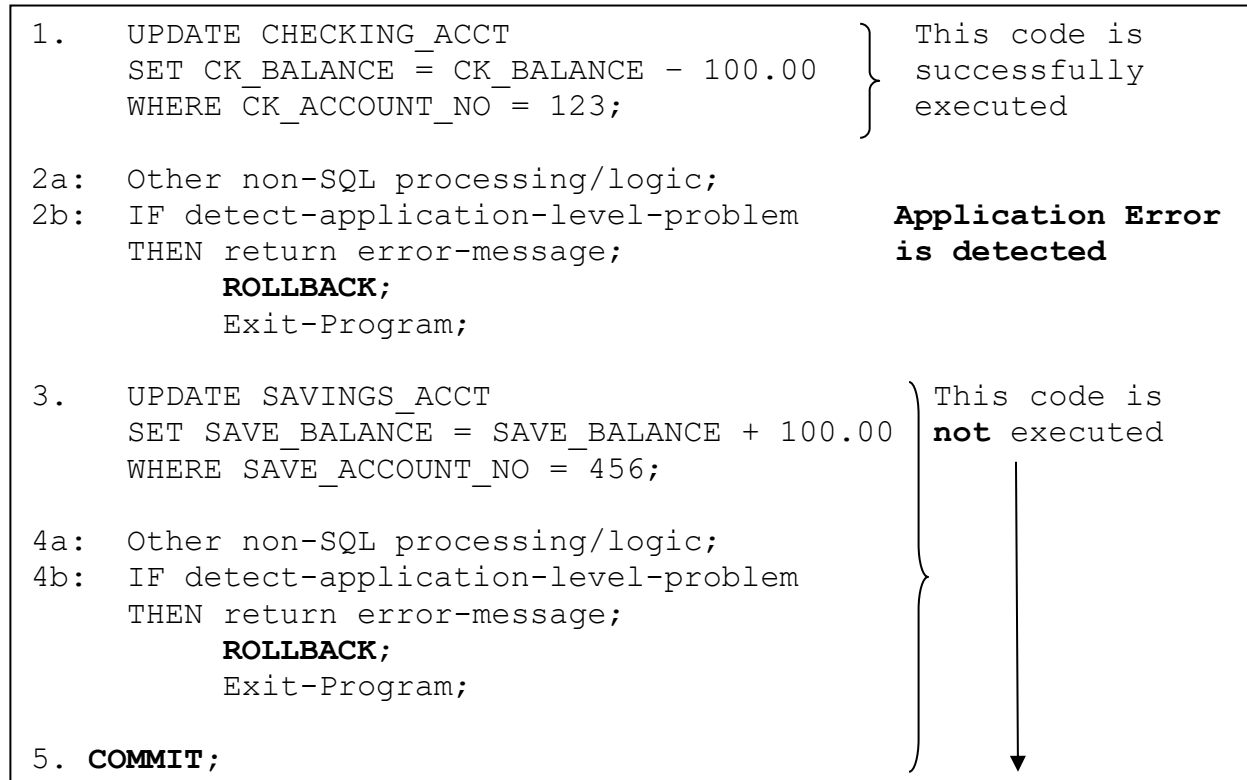 1. UPDATE CHECKING_ACCT This code is
SET CK_BALANCE = CK_BALANCE – 100.00 successfully
WHERE CK_ACCOUNT_NO = 123; executed
2a: Other non-SQL processing/logic;
2b: IF detect-application-level-problem Application Error
THEN return error-message; is detected
ROLLBACK;
Exit-Program;
3. UPDATE SAVINGS_ACCT This code is
SET SAVE_BALANCE = SAVE_BALANCE + 100.00 not executed
WHERE SAVE_ACCOUNT_NO = 456;
4a: Other non-SQL processing/logic;
4b: IF detect-application-level-problem
THEN return error-message;
ROLLBACK;
Exit-Program;
5. COMMIT;